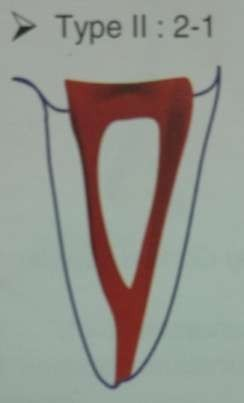 ➢ Type II : 2-1